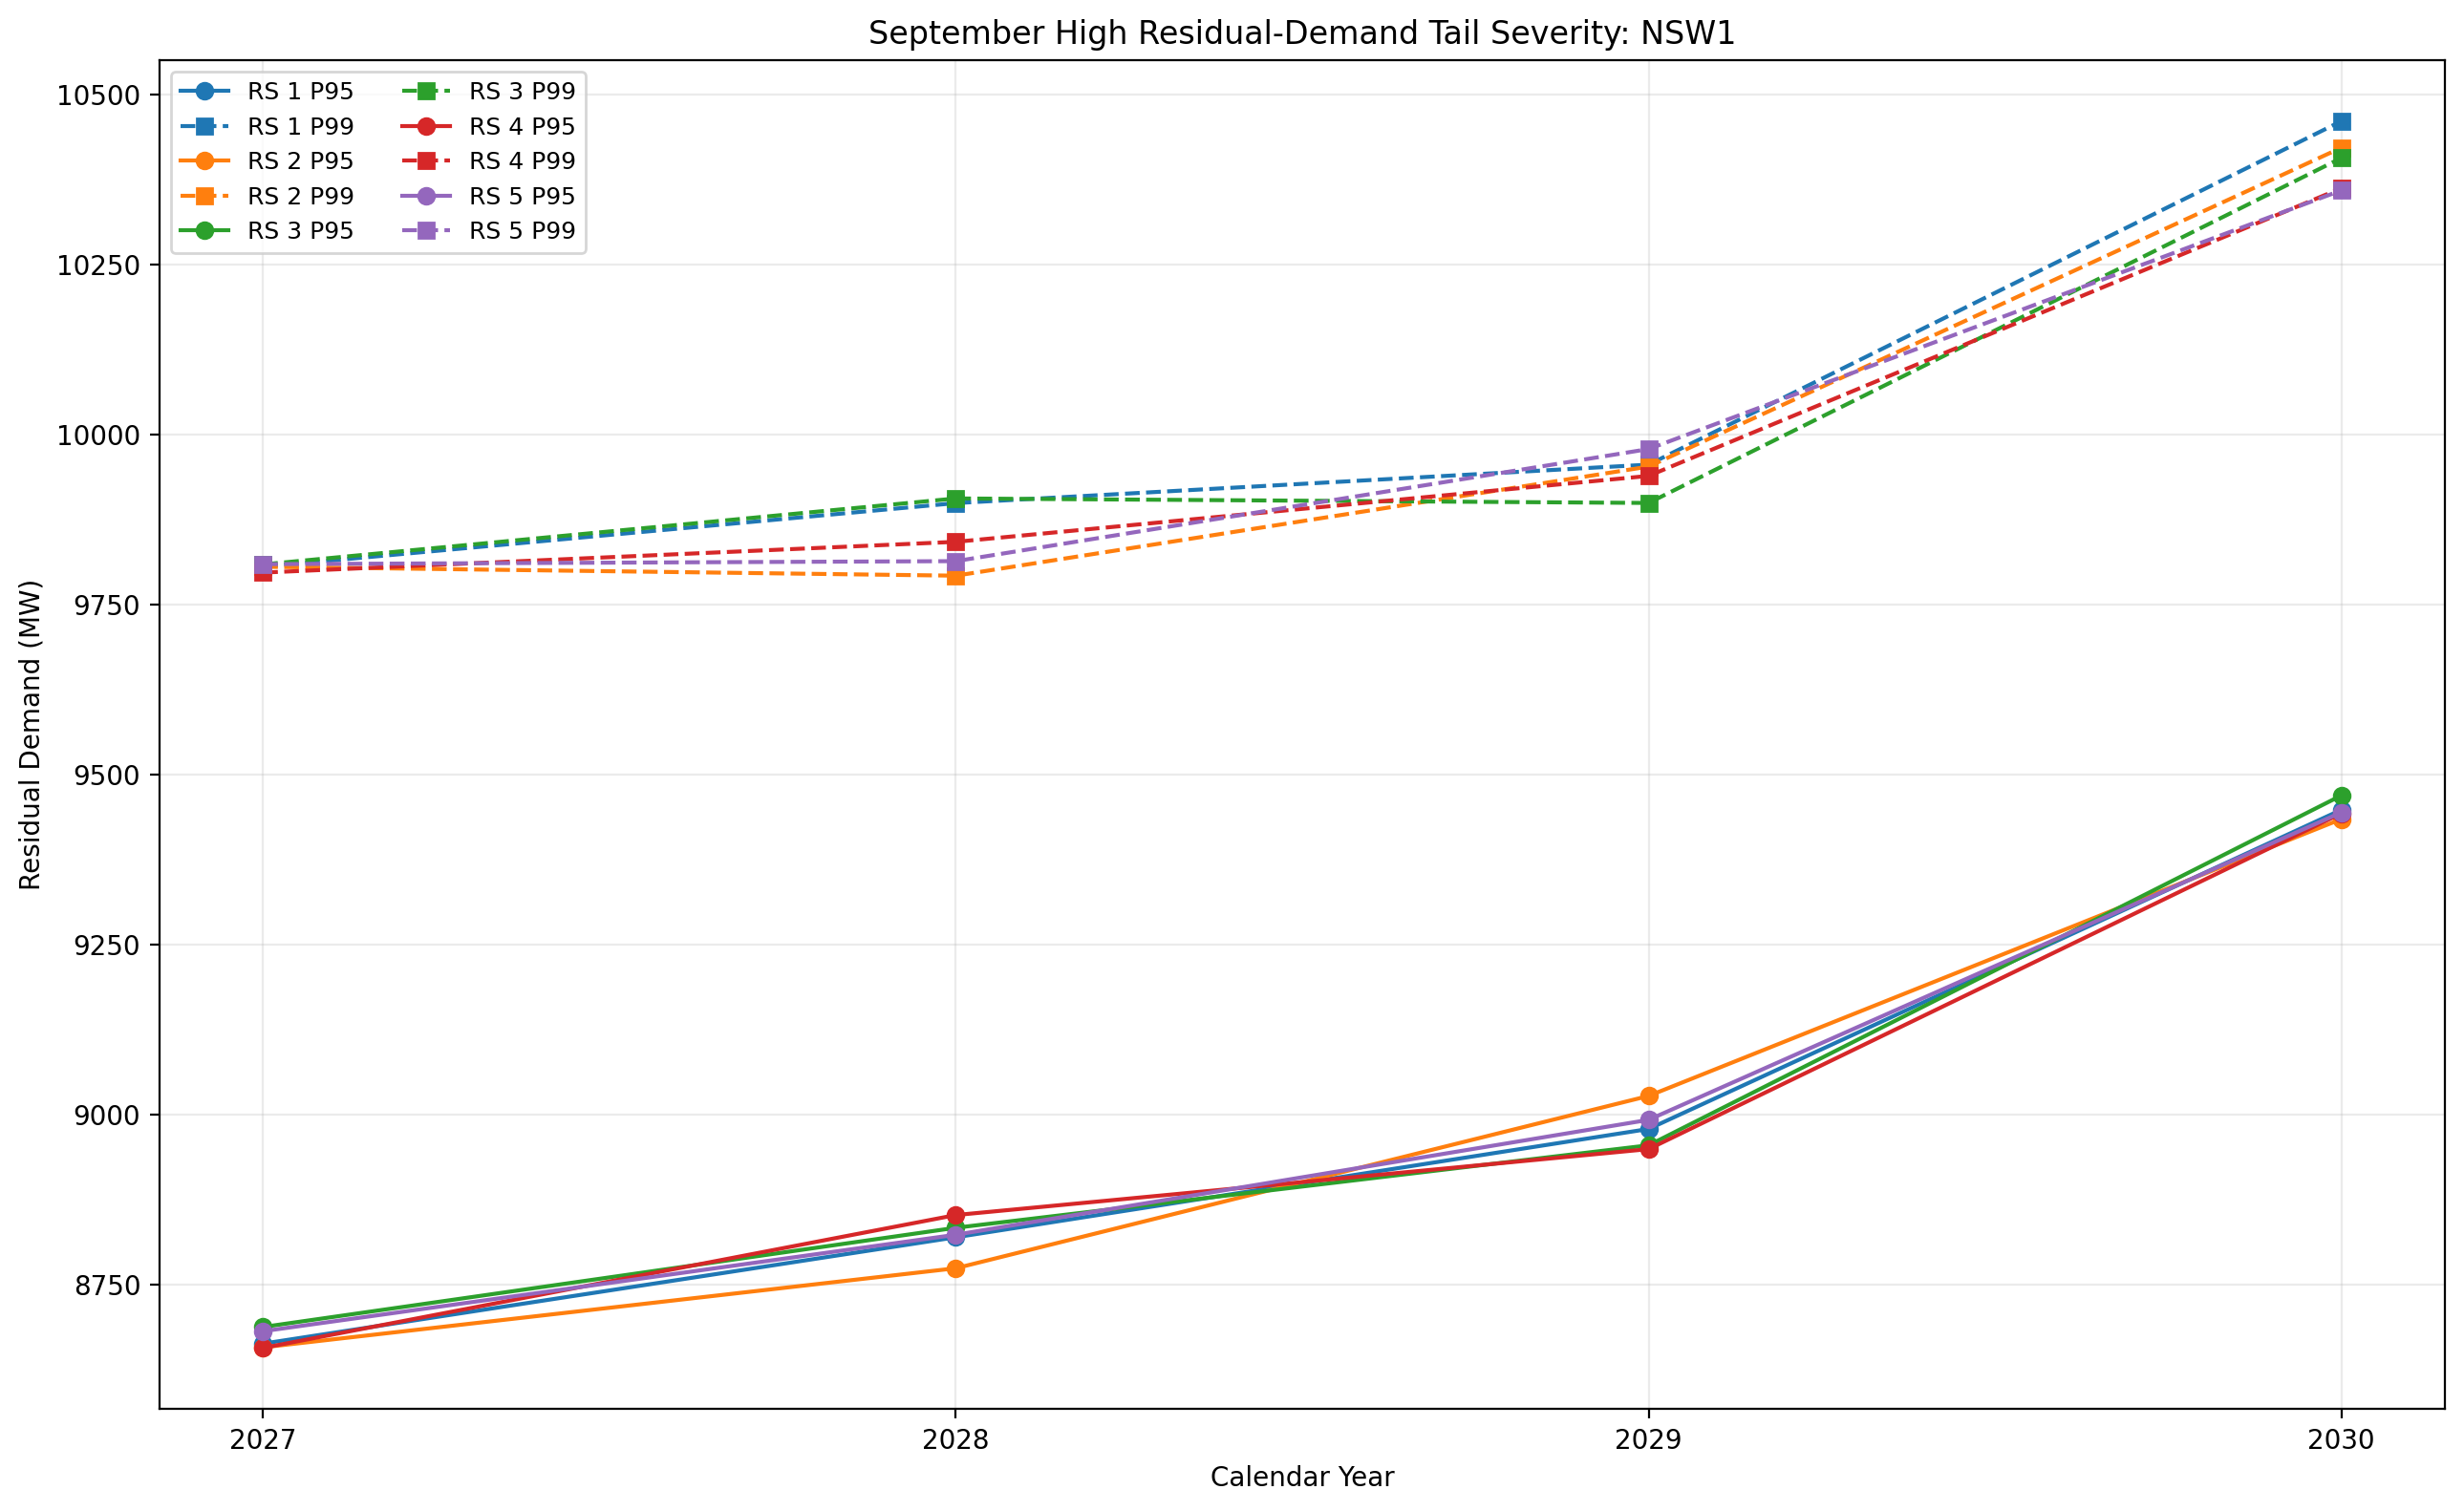 September High Residual-Demand Tail Severity: NSW1
RS 1 P95
RS 1 P99
RS 2 P95
RS 2 P99
RS 3 P95
RS 3 P99
RS 4 P95
RS 4 P99
RS 5 P95
RS 5 P99
Residual Demand (MW)
10500
10250
10000
9750
9500
9250
9000
8750
2027
2028
2029
2030
Calendar Year